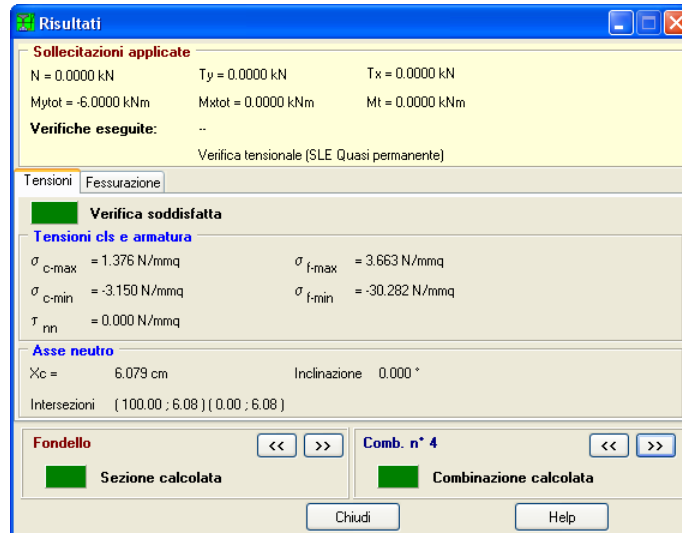 Risultati
Sollecitazioni applicate
N = 0.0000 kN Ty = 0.0000 kN Tx = 0.0000 kN
Mytot = -6.0000 kNm Mxtot = 0.0000 kNm Mt = 0.0000 kNm
Verifiche eseguite: --
Verifica tensionale (SLE Quasi permanente)
Tensioni Fessurazione
Verifica soddisfatta
Tensioni cls e armatura
σ c-max = 1.376 N/mmq σ f-max = 3.663 N/mmq
σ c-min = -3.150 N/mmq σ f-min = -30.282 N/mmq
τ nn = 0.000 N/mmq
Asse neutro
Xc = 6.079 cm Inclinazione 0.000 °
Intersezioni ( 100.00 ; 6.08 ) ( 0.00 ; 6.08 )
Fondello << >> Comb. n° 4 << >>
Sezione calcolata Combinazione calcolata
Chiudi Help